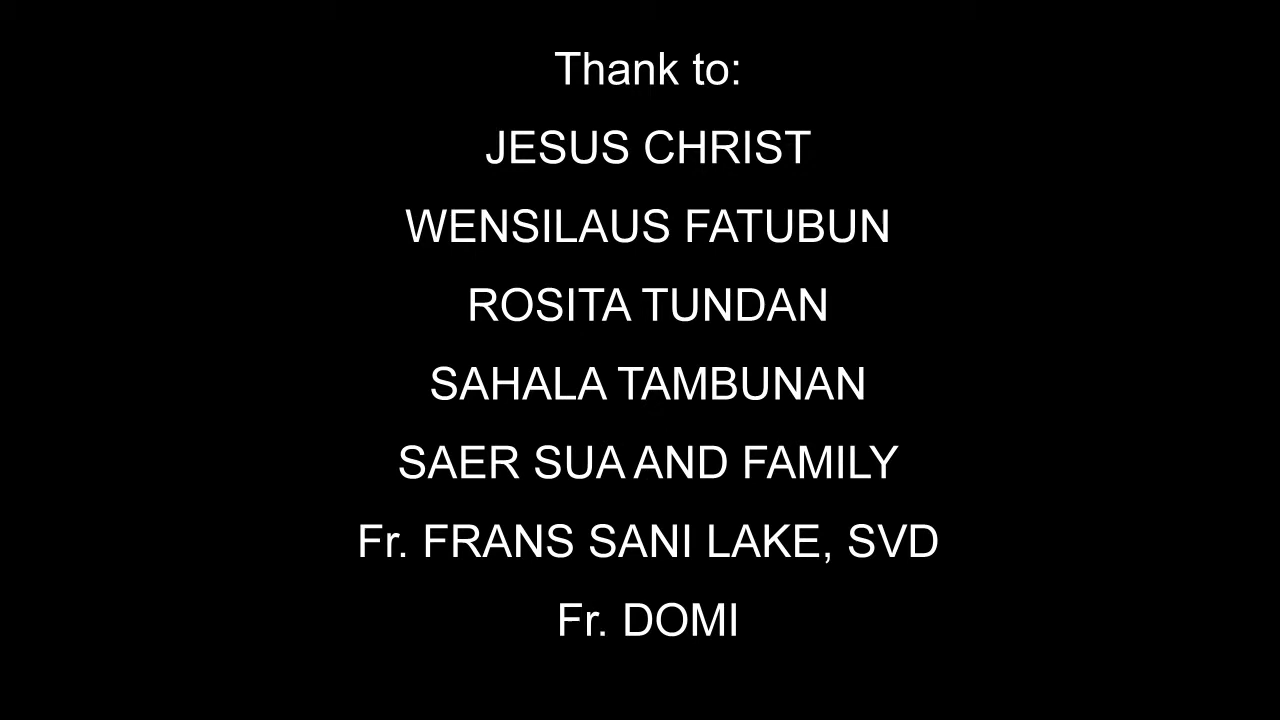 Thank to:
JESUS CHRIST
WENSILAUS FATUBUN
ROSITA TUNDAN
SAHALA TAMBUNAN
SAER SUA AND FAMILY
Fr. FRANS SANI LAKE, SVD
Fr. DOMI